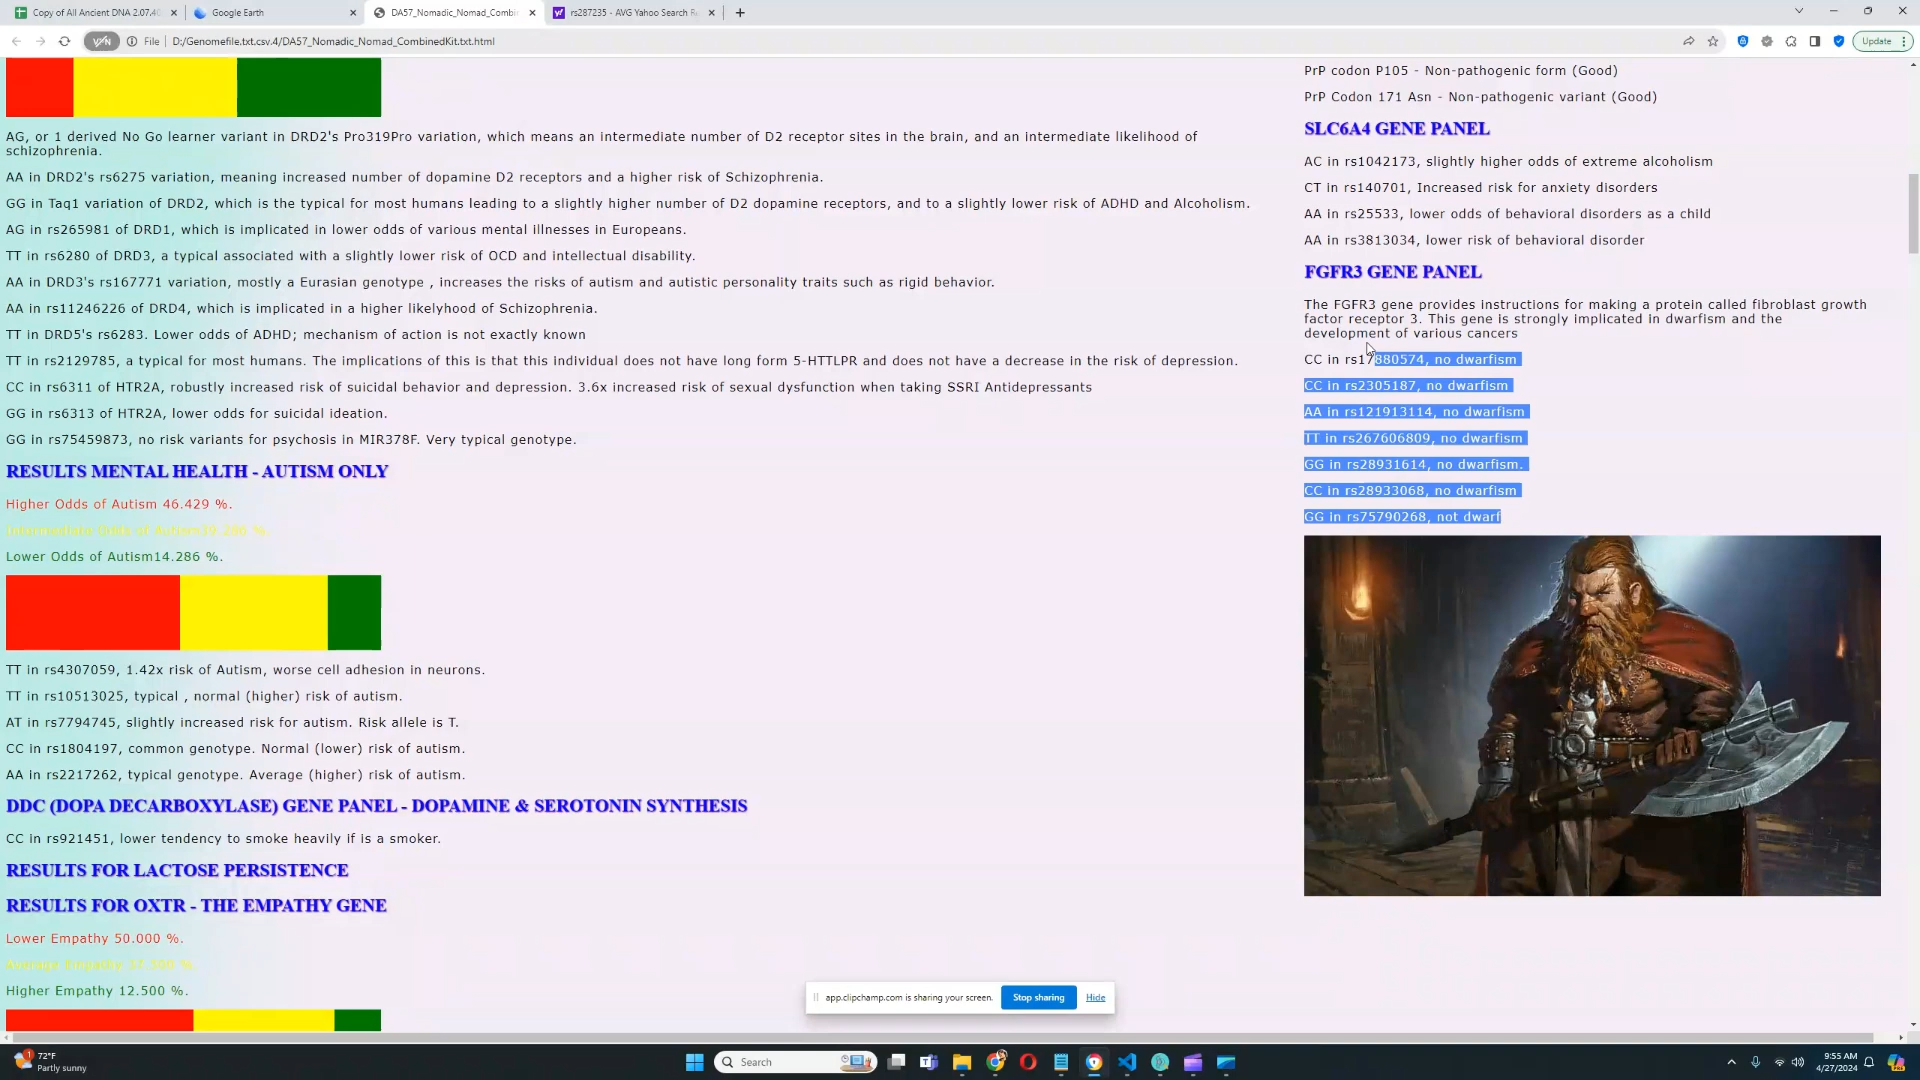 Copy of All Ancient DNA 2.07.4
Google Earth
DA57_Nomadic_Nomad_Combi
rs287235 - AVG Yahoo Search R
File
D:/Genomefile.txt.csv.4/DA57_Nomadic_Nomad_CombinedKit.txt.html
Update
AG, or 1 derived No Go learner variant in DRD2's Pro319Pro variation, which means an intermediate number of D2 receptor sites in the brain, and an intermediate likelihood of
schizophrenia.
AA in DRD2's rs6275 variation, meaning increased number of dopamine D2 receptors and a higher risk of Schizophrenia.
GG in Taq1 variation of DRD2, which is the typical for most humans leading to a slightly higher number of D2 dopamine receptors, and to a slightly lower risk of ADHD and Alcoholism.
AG in rs265981 of DRD1, which is implicated in lower odds of various mental illnesses in Europeans.
TT in rs6280 of DRD3, a typical associated with a slightly lower risk of OCD and intellectual disability.
AA in DRD3's rs167771 variation, mostly a Eurasian genotype , increases the risks of autism and autistic personality traits such as rigid behavior.
AA in rs11246226 of DRD4, which is implicated in a higher likelyhood of Schizophrenia.
TT in DRD5's rs6283. Lower odds of ADHD; mechanism of action is not exactly known
TT in rs2129785, a typical for most humans. The implications of this is that this individual does not have long form 5-HTTLPR and does not have a decrease in the risk of depression.
CC in rs6311 of HTR2A, robustly increased risk of suicidal behavior and depression. 3.6x increased risk of sexual dysfunction when taking SSRI Antidepressants
GG in rs6313 of HTR2A, lower odds for suicidal ideation.
GG in rs75459873, no risk variants for psychosis in MIR378F. Very typical genotype.
RESULTS MENTAL HEALTH - AUTISM ONLY
Higher Odds of Autism 46.429 %.
Intermediate Odds of Autism39.286 %.
Lower Odds of Autism14.286 %.
TT in rs4307059, 1.42x risk of Autism, worse cell adhesion in neurons.
TT in rs10513025, typical , normal (higher) risk of autism.
AT in rs7794745, slightly increased risk for autism. Risk allele is T.
CC in rs1804197, common genotype. Normal (lower) risk of autism.
AA in rs2217262, typical genotype. Average (higher) risk of autism.
DDC (DOPA DECARBOXYLASE) GENE PANEL - DOPAMINE & SEROTONIN SYNTHESIS
CC in rs921451, lower tendency to smoke heavily if is a smoker.
RESULTS FOR LACTOSE PERSISTENCE
RESULTS FOR OXTR - THE EMPATHY GENE
Lower Empathy 50.000 %.
Average Empathy 37.500 %.
Higher Empathy 12.500 %.
PrP codon P105 - Non-pathogenic form (Good)
PrP Codon 171 Asn - Non-pathogenic variant (Good)
SLC6A4 GENE PANEL
AC in rs1042173, slightly higher odds of extreme alcoholism
CT in rs140701, Increased risk for anxiety disorders
AA in rs25533, lower odds of behavioral disorders as a child
AA in rs3813034, lower risk of behavioral disorder
FGFR3 GENE PANEL
The FGFR3 gene provides instructions for making a protein called fibroblast growth
factor receptor 3. This gene is strongly implicated in dwarfism and the
development of various cancers
CC in rs17880574, no dwarfism
CC in rs2305187, no dwarfism
AA in rs121913114, no dwarfism
TT in rs267606809, no dwarfism
GG in rs28931614, no dwarfism.
CC in rs28933068, no dwarfism
GG in rs75790268, not dwarf
app.clipchamp.com is sharing your screen.
Stop sharing
Hide
72°F
Partly sunny
Search
9:55 AM
4/27/2024